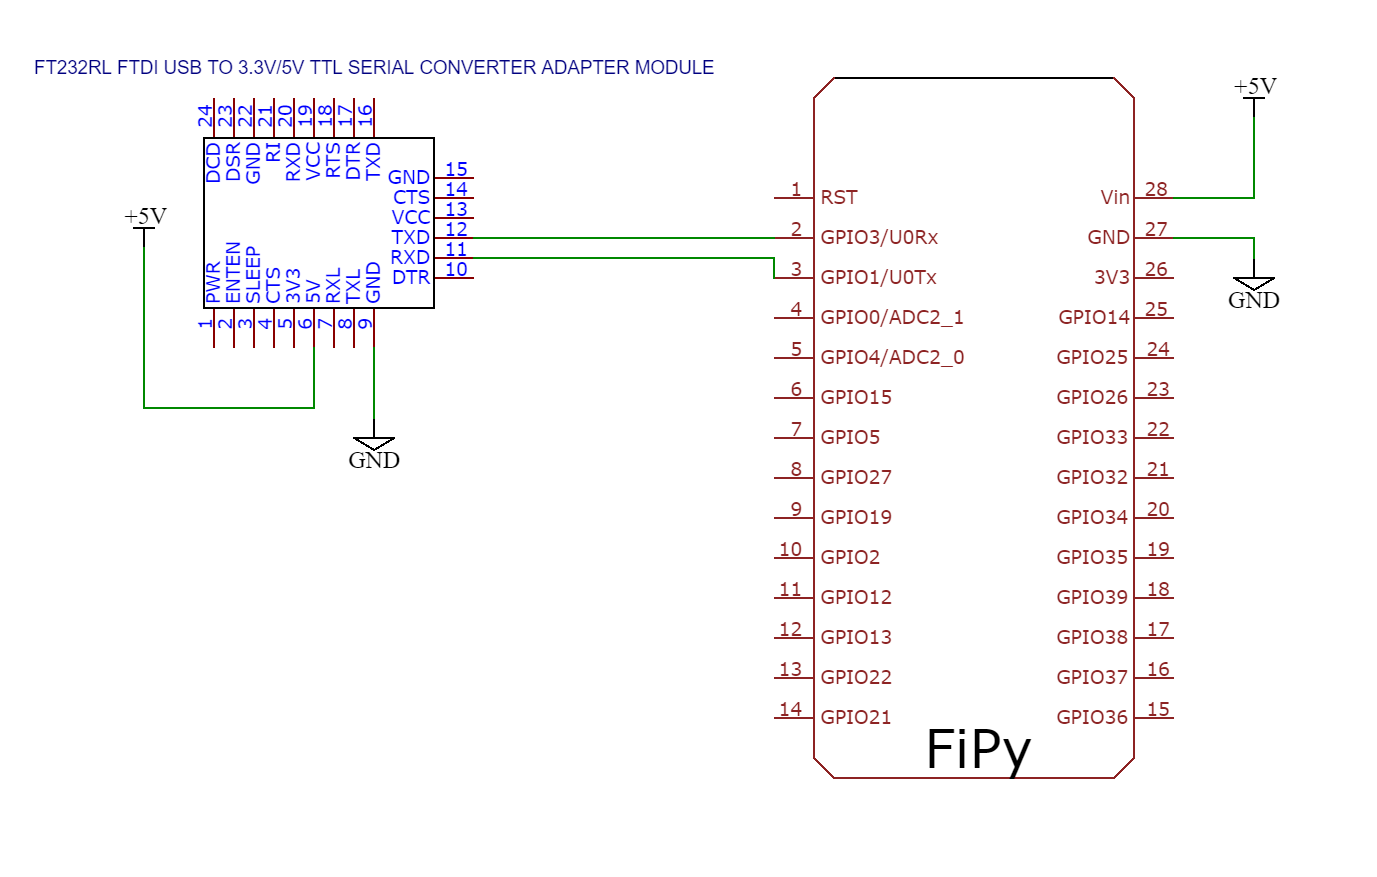 FT232RL FTDI USB TO 3.3V/5V TTL SERIAL CONVERTER ADAPTER MODULE
24 23 22 21 20 19 18 17 16
DCD DSR GND RI RXD VCC RTS DTR TXD
GND 15
CTS 14
VCC 13
TXD 12
RXD 11
DTR 10
PWR ENTEN SLEEP CTS 3V3 5V RXL TXL GND
1 2 3 4 5 6 7 8 9
+5V
GND
+5V
1 RST Vin 28
2 GPIO3/U0Rx GND 27
3 GPIO1/U0Tx 3V3 26
GND
4 GPIO0/ADC2_1 GPIO14 25
5 GPIO4/ADC2_0 GPIO25 24
6 GPIO15 GPIO26 23
7 GPIO5 GPIO33 22
8 GPIO27 GPIO32 21
9 GPIO19 GPIO34 20
10 GPIO2 GPIO35 19
11 GPIO12 GPIO39 18
12 GPIO13 GPIO38 17
13 GPIO22 GPIO37 16
14 GPIO21 GPIO36 15
FiPy